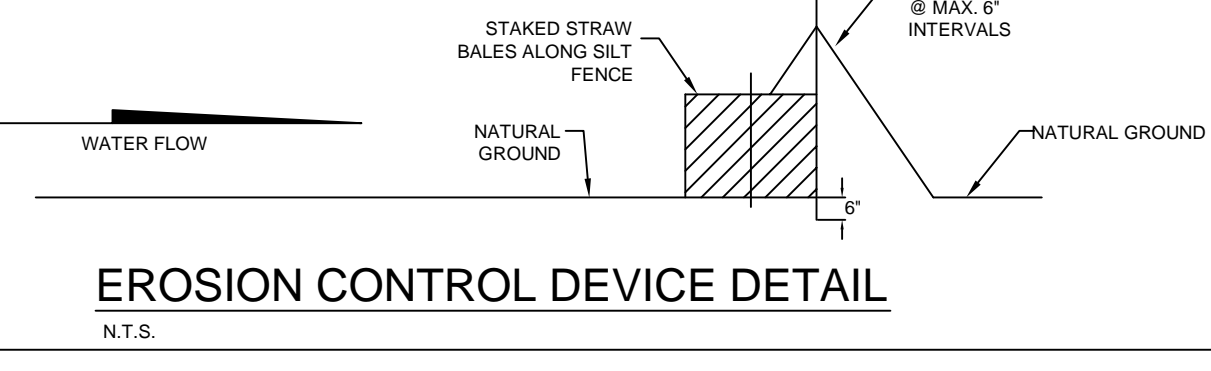 @ MAX. 6"
INTERVALS
STAKED STRAW
BALES ALONG SILT
FENCE
WATER FLOW
NATURAL
GROUND
NATURAL GROUND
6"
EROSION CONTROL DEVICE DETAIL
N.T.S.